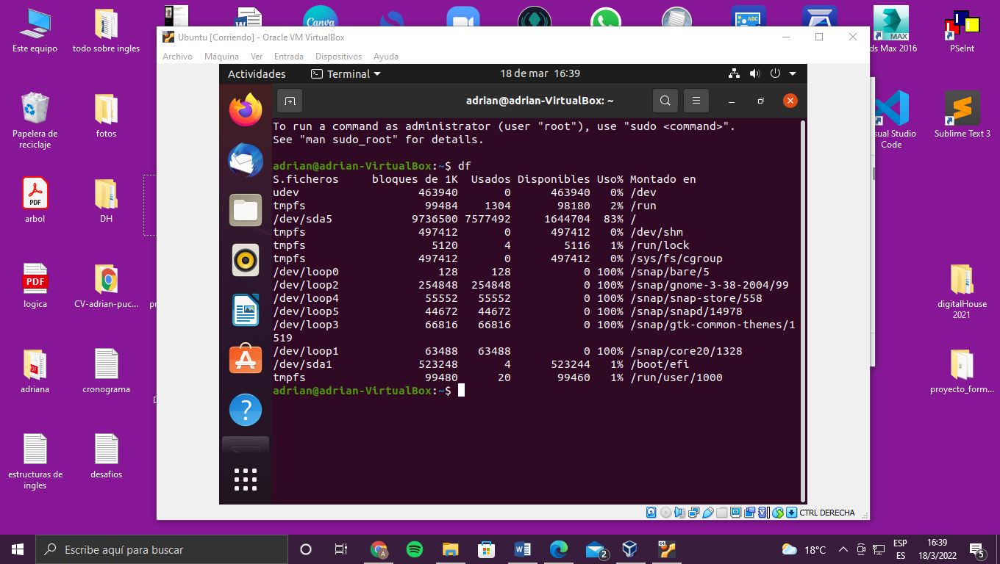 Este equipo
todo sobre ingles
Canva
ABC
MAX
ds Max 2016
PSeInt
Ubuntu [Corriendo] - Oracle VM VirtualBox
Archivo Máquina Ver Entrada Dispositivos Ayuda
Actividades Terminal 18 de mar 16:39
adrian@adrian-VirtualBox: ~
To run a command as administrator (user "root"), use "sudo <command>".
See "man sudo_root" for details.
adrian@adrian-VirtualBox:~$ df
S.ficheros bloques de 1K Usados Disponibles Uso% Montado en
udev 463940 0 463940 0% /dev
tmpfs 99484 1304 98180 2% /run
/dev/sda5 9736500 7577492 1644704 83% /
tmpfs 497412 0 497412 0% /dev/shm
tmpfs 5120 4 5116 1% /run/lock
tmpfs 497412 0 497412 0% /sys/fs/cgroup
/dev/loop0 128 128 0 100% /snap/bare/5
/dev/loop2 254848 254848 0 100% /snap/gnome-3-38-2004/99
/dev/loop4 55552 55552 0 100% /snap/snap-store/558
/dev/loop5 44672 44672 0 100% /snap/snapd/14978
/dev/loop3 66816 66816 0 100% /snap/gtk-common-themes/1
519
/dev/loop1 63488 63488 0 100% /snap/core20/1328
/dev/sda1 523248 4 523244 1% /boot/efi
tmpfs 99480 20 99460 1% /run/user/1000
adrian@adrian-VirtualBox:~$
CTRL DERECHA
Papelera de
reciclaje
fotos
sual Studio
Code
Sublime Text 3
PDF
arbol
DH
PDF
logica
CV-adrian-puc...
pr
digitalHouse
2021
adriana
cronograma
D
proyecto_form...
estructuras de
ingles
desafios
Escribe aquí para buscar
A
2
64
18°C
ESP
ES
16:39
18/3/2022
5